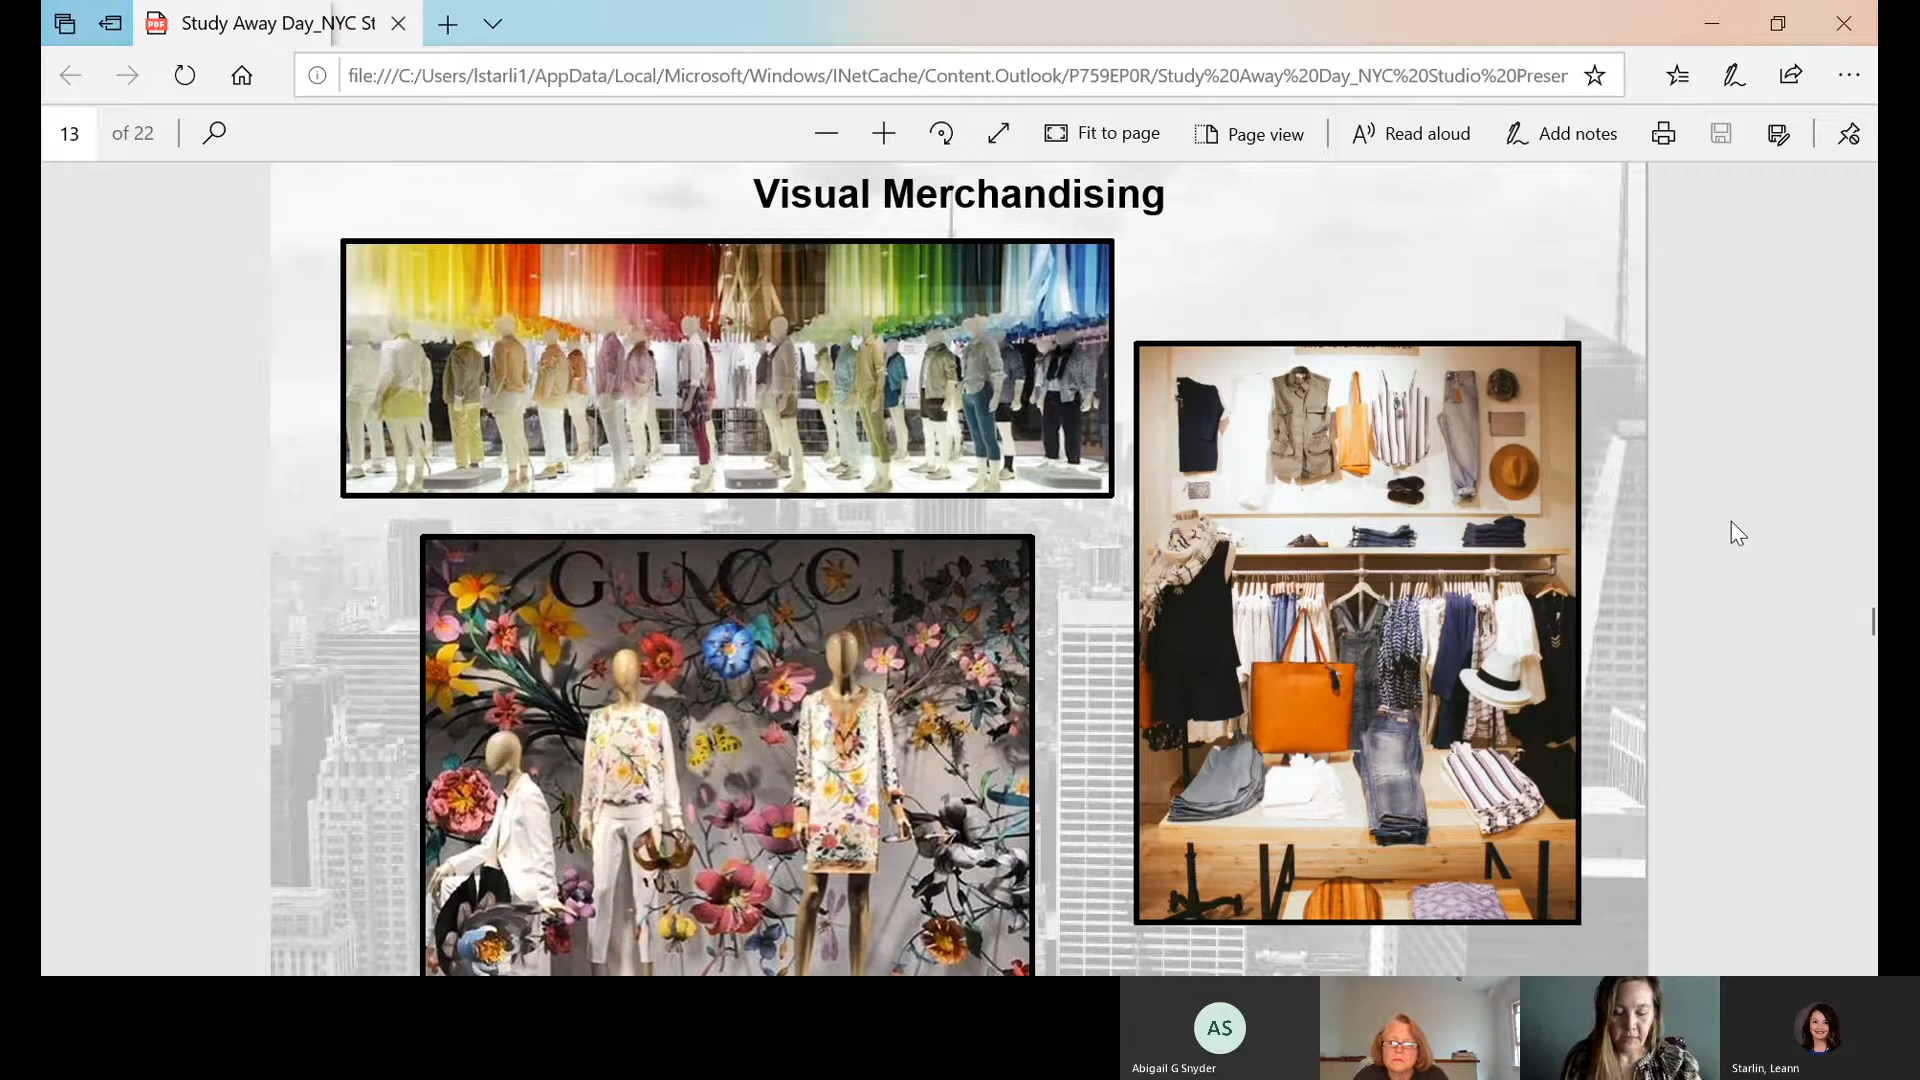 Study Away Day_NYC St
file:///C:/Users/lstarli1/AppData/Local/Microsoft/Windows/INetCache/Content.Outlook/P759EP0R/Study%20Away%20Day_NYC%20Studio%20Preser
13 of 22
Fit to page
Page view
Read aloud
Add notes
Visual Merchandising
GUCCI
AS
Abigail G Snyder
Starlin, Leann